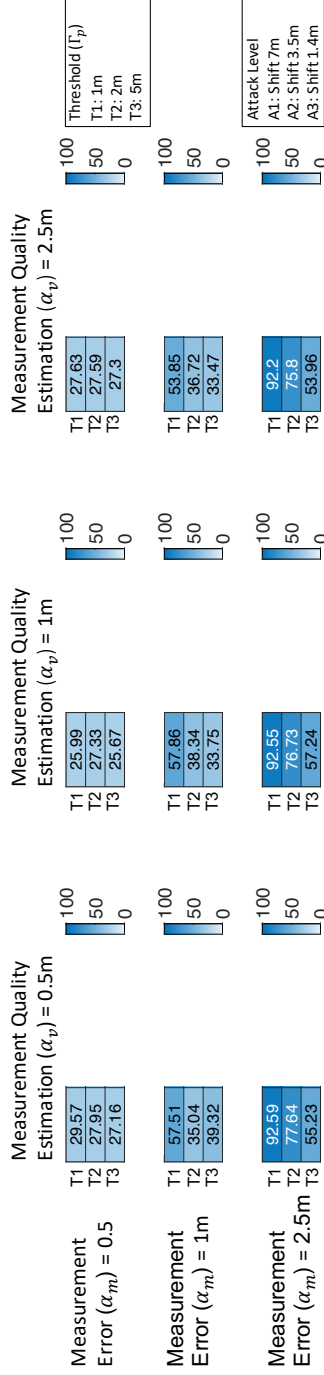 Measurement Quality
Estimation (αᵥ) = 0.5m
Measurement Quality
Estimation (αᵥ) = 1m
Measurement Quality
Estimation (αᵥ) = 2.5m
Measurement
Error (αₘ) = 0.5
T1 29.57
T2 27.95
T3 27.16
100
50
0
T1 25.99
T2 27.33
T3 25.67
100
50
0
T1 27.63
T2 27.59
T3 27.3
100
50
0
Threshold (Γₚ)
T1: 1m
T2: 2m
T3: 5m
Measurement
Error (αₘ) = 1m
T1 57.51
T2 35.04
T3 39.32
100
50
0
T1 57.86
T2 38.34
T3 33.75
100
50
0
T1 53.85
T2 36.72
T3 33.47
100
50
0
Measurement
Error (αₘ) = 2.5m
T1 92.59
T2 77.64
T3 55.23
100
50
0
T1 92.55
T2 76.73
T3 57.24
100
50
0
T1 92.2
T2 75.8
T3 53.96
100
50
0
Attack Level
A1: Shift 7m
A2: Shift 3.5m
A3: Shift 1.4m